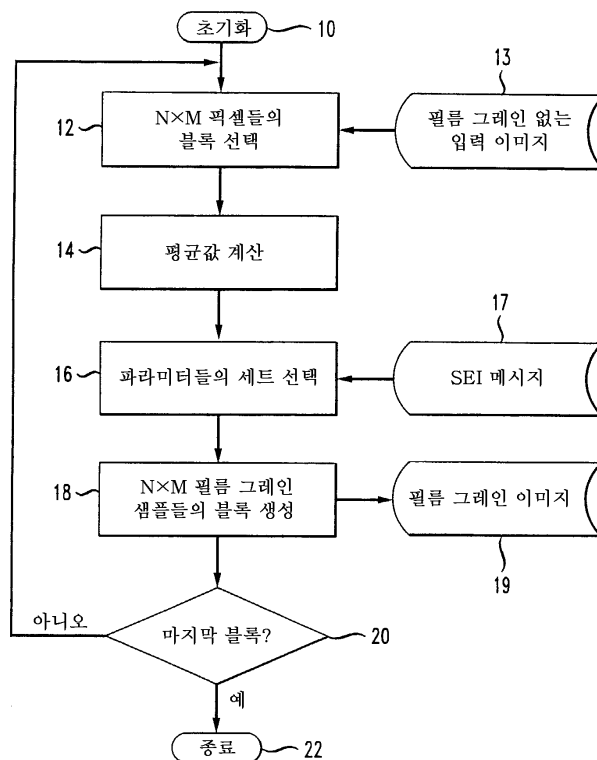 초기화
10
13
N×M 픽셀들의
블록 선택
12
필름 그레인 없는
입력 이미지
14
평균값 계산
17
16
파라미터들의 세트 선택
SEI 메시지
18
N×M 필름 그레인
샘플들의 블록 생성
필름 그레인 이미지
19
아니오
마지막 블록?
20
예
종료
22